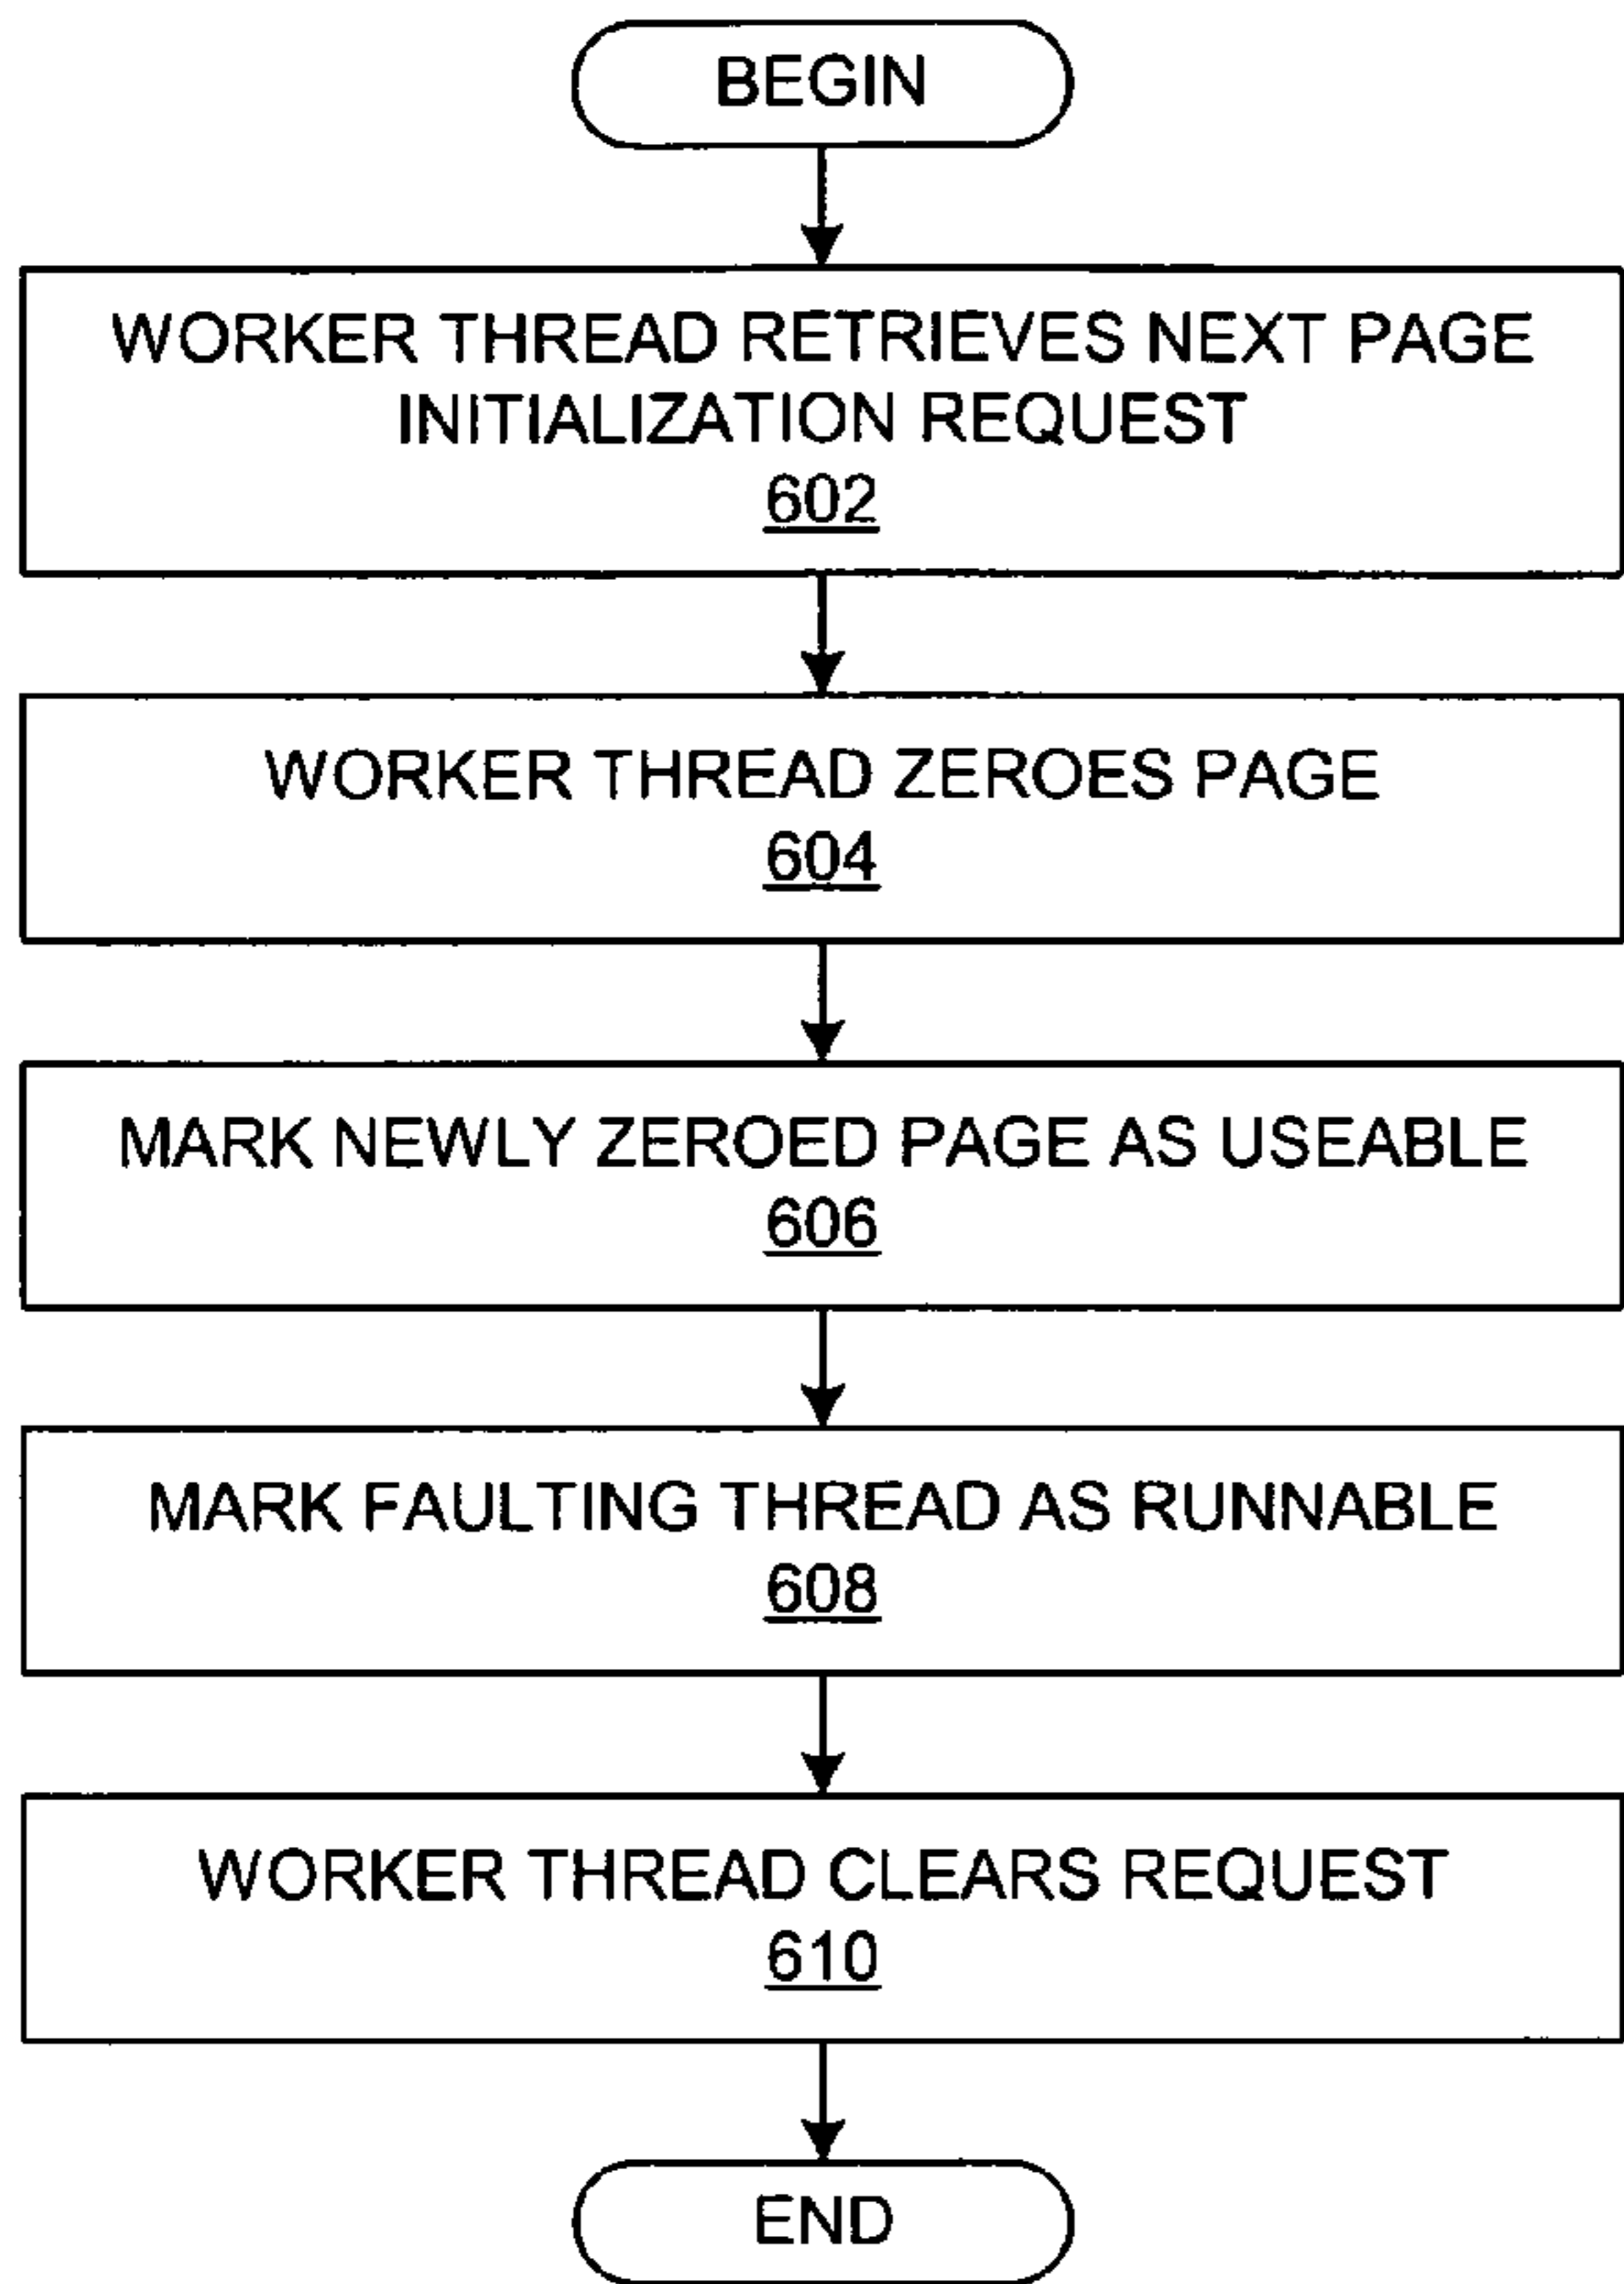 BEGIN
WORKER THREAD RETRIEVES NEXT PAGE
INITIALIZATION REQUEST
602
WORKER THREAD ZEROES PAGE
604
MARK NEWLY ZEROED PAGE AS USEABLE
606
MARK FAULTING THREAD AS RUNNABLE
608
WORKER THREAD CLEARS REQUEST
610
END